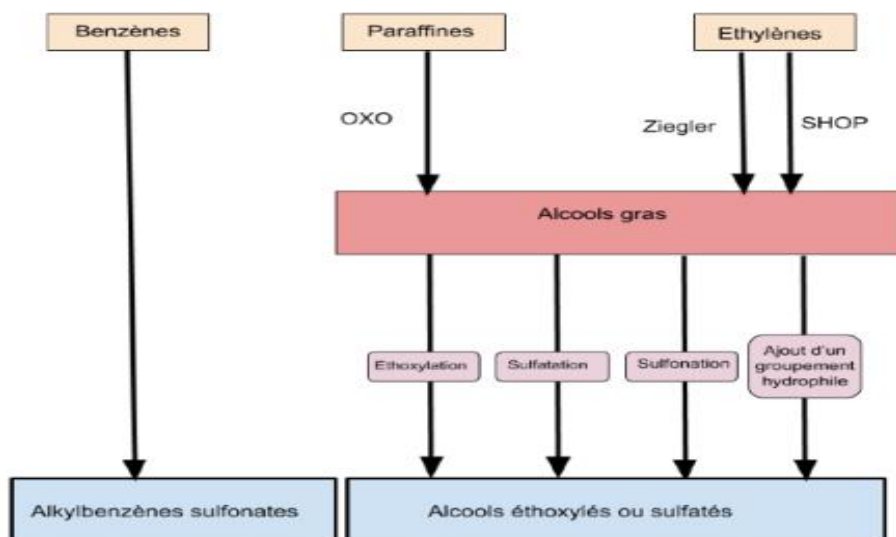 Benzènes
Paraffines
Ethylènes
OXO
Ziegler
SHOP
Alcools gras
Ethoxylation
Sulfatation
Sulfonation
Ajout d'un
groupement
hydrophile
Alkylbenzènes sulfonates
Alcools éthoxylés ou sulfatés